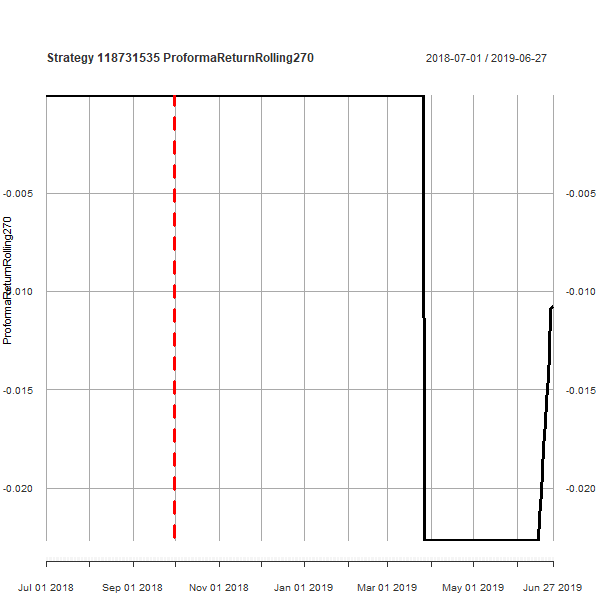 Strategy 118731535 ProformaReturnRolling270
2018-07-01 / 2019-06-27
ProformaReturnRolling270
-0.005
-0.005
-0.010
-0.010
-0.015
-0.015
-0.020
-0.020
Jul 01 2018
Sep 01 2018
Nov 01 2018
Jan 01 2019
Mar 01 2019
May 01 2019
Jun 27 2019